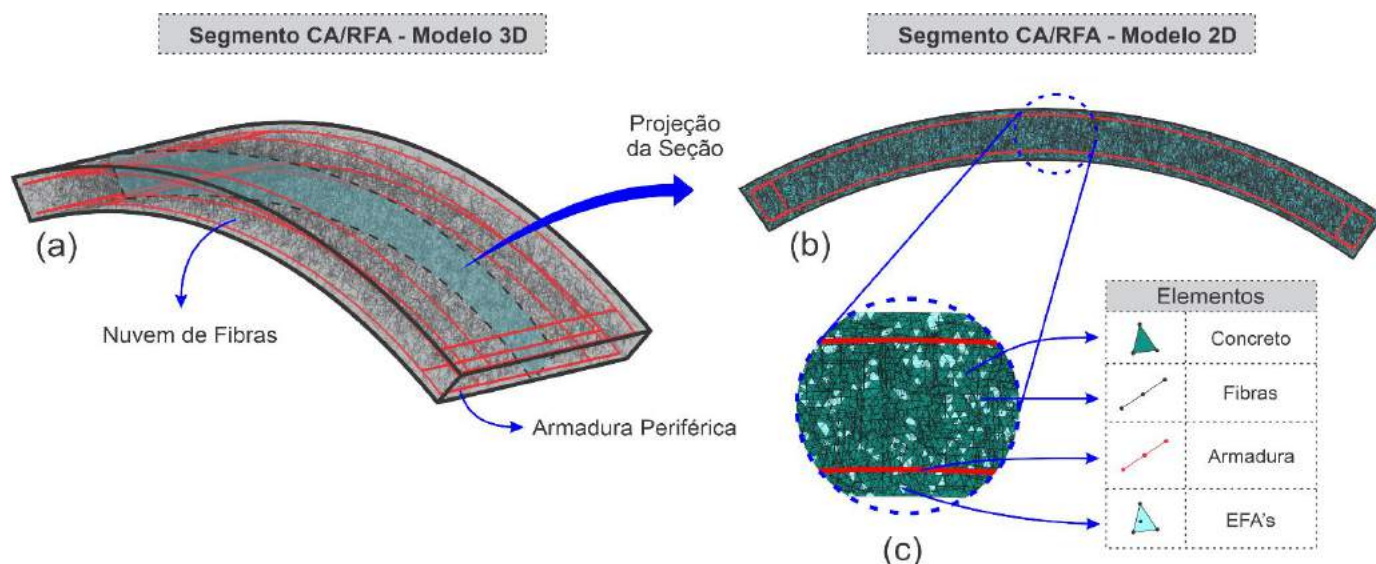 Segmento CA/RFA - Modelo 3D
Segmento CA/RFA - Modelo 2D
Projeção
da Seção
(a)
(b)
Nuvem de Fibras
Armadura Periférica
Elementos
Concreto
Fibras
Armadura
EFA's
(c)